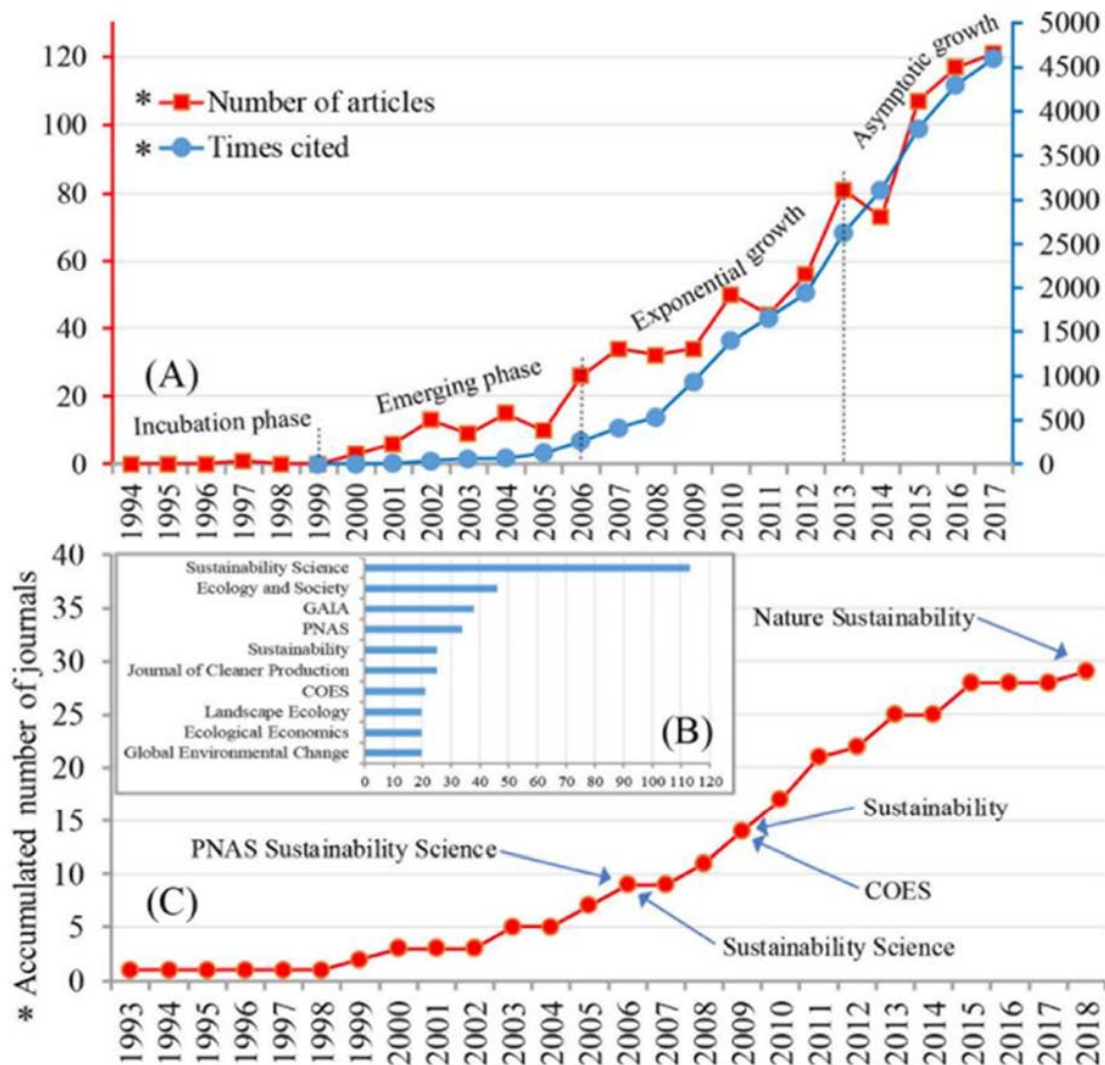 5000
120
4500
* Number of articles
Asymptotic growth
4000
100
* Times cited
3500
80
3000
2500
60
Exponential growth
2000
40
1500
(A)
1000
20
Emerging phase
500
Incubation phase
0
0
1994 1995 1996 1997 1998 1999 2000 2001 2002 2003 2004 2005 2006 2007 2008 2009 2010 2011 2012 2013 2014 2015 2016 2017
* Accumulated number of journals
40
35
30
25
20
15
10
5
0
Sustainability Science
Ecology and Society
GAIA
PNAS
Sustainability
Journal of Cleaner Production
COES
Landscape Ecology
Ecological Economics
Global Environmental Change
(B)
0 10 20 30 40 50 60 70 80 90 100 110 120
Nature Sustainability
Sustainability
PNAS Sustainability Science
COES
(C)
Sustainability Science
1993 1994 1995 1996 1997 1998 1999 2000 2001 2002 2003 2004 2005 2006 2007 2008 2009 2010 2011 2012 2013 2014 2015 2016 2017 2018